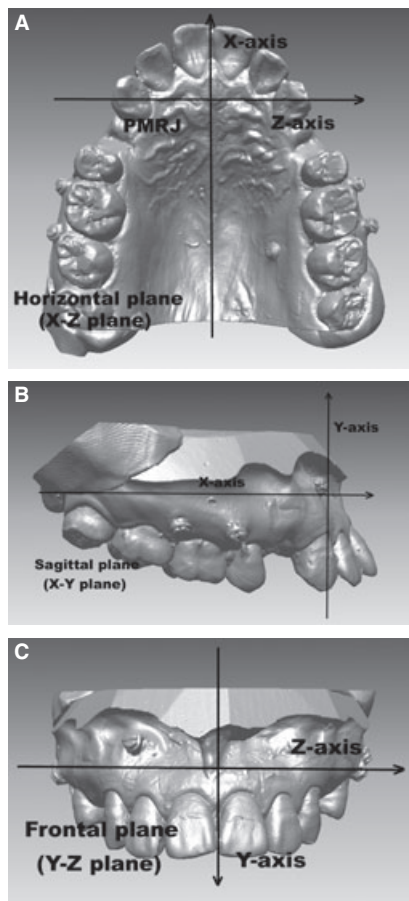 A
X-axis
PMRJ
Z-axis
Horizontal plane
(X-Z plane)
B
Y-axis
X-axis
Sagittal plane
(X-Y plane)
C
Z-axis
Frontal plane
(Y-Z plane)
Y-axis